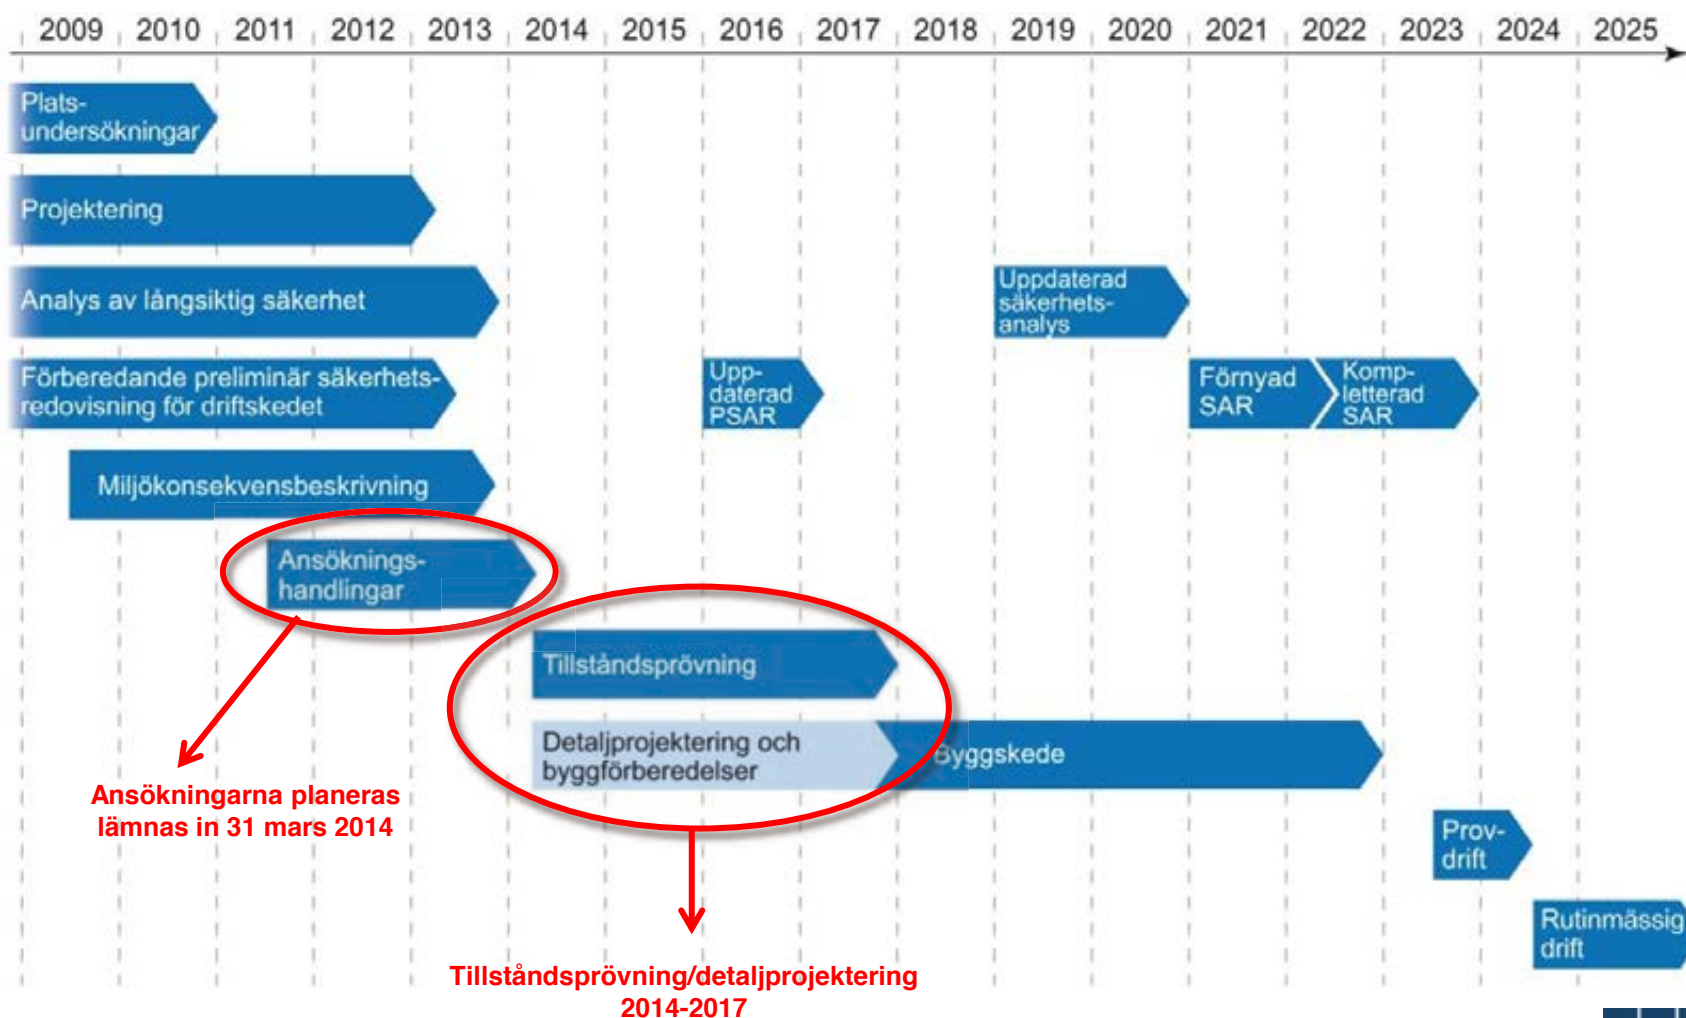 2009 2010 2011 2012 2013 2014 2015 2016 2017 2018 2019 2020 2021 2022 2023 2024 2025
Plats-
undersökningar
Projektering
Analys av långsiktig säkerhet
Uppdaterad
säkerhets-
analys
Förberedande preliminär säkerhets-
redovisning för driftskedet
Upp-
daterad
PSAR
Förnyad
SAR
Komp-
letterad
SAR
Miljökonsekvensbeskrivning
Ansöknings-
handlingar
Tillståndsprövning
Detaljprojektering och
byggförberedelser
Byggskede
Ansökningarna planeras
lämnas in 31 mars 2014
Prov-
drift
Rutinmässig
drift
Tillståndsprövning/detaljprojektering
2014-2017